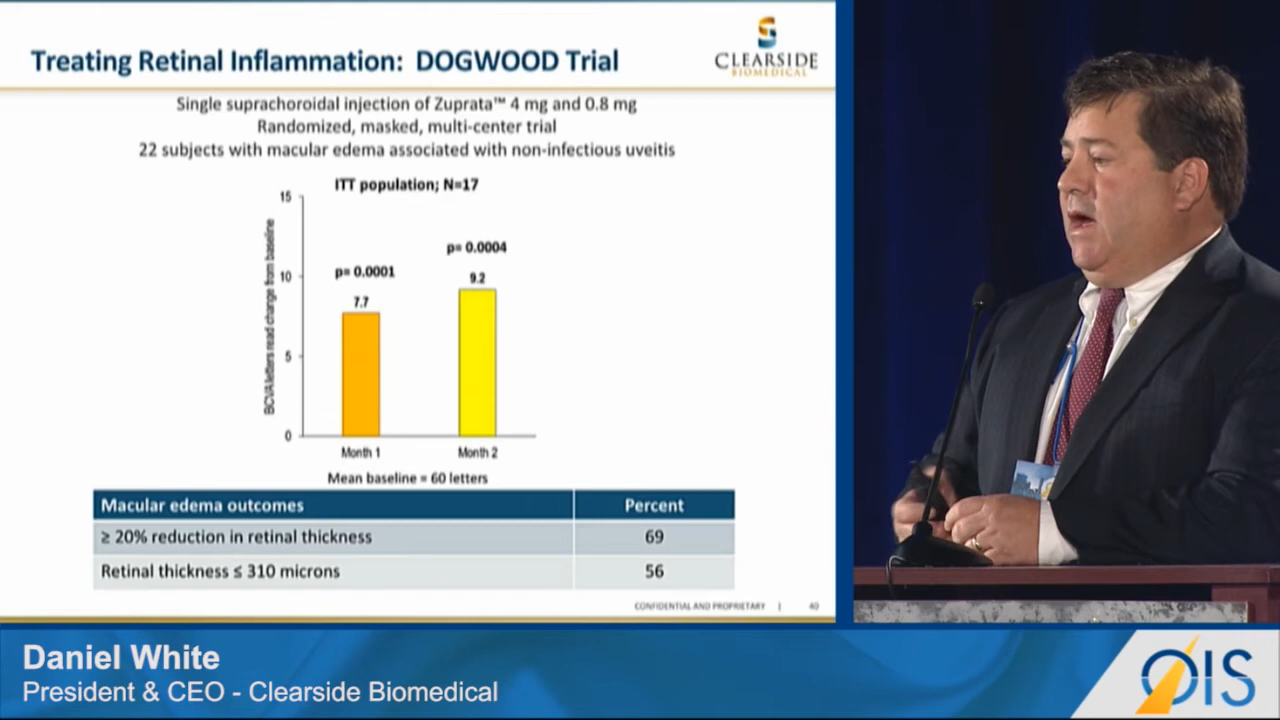 Treating Retinal Inflammation: DOGWOOD Trial
CLEARSIDE
BIOMEDICAL
Single suprachoroidal injection of Zuprata™ 4 mg and 0.8 mg
Randomized, masked, multi-center trial
22 subjects with macular edema associated with non-infectious uveitis
ITT population; N=17
BCVA letters read change from baseline
15
10
5
0
p= 0.0001
7.7
p= 0.0004
9.2
Month 1
Month 2
Mean baseline = 60 letters
Macular edema outcomes Percent
≥ 20% reduction in retinal thickness 69
Retinal thickness ≤ 310 microns 56
CONFIDENTIAL AND PROPRIETARY | 40
Daniel White
President & CEO - Clearside Biomedical
OIS